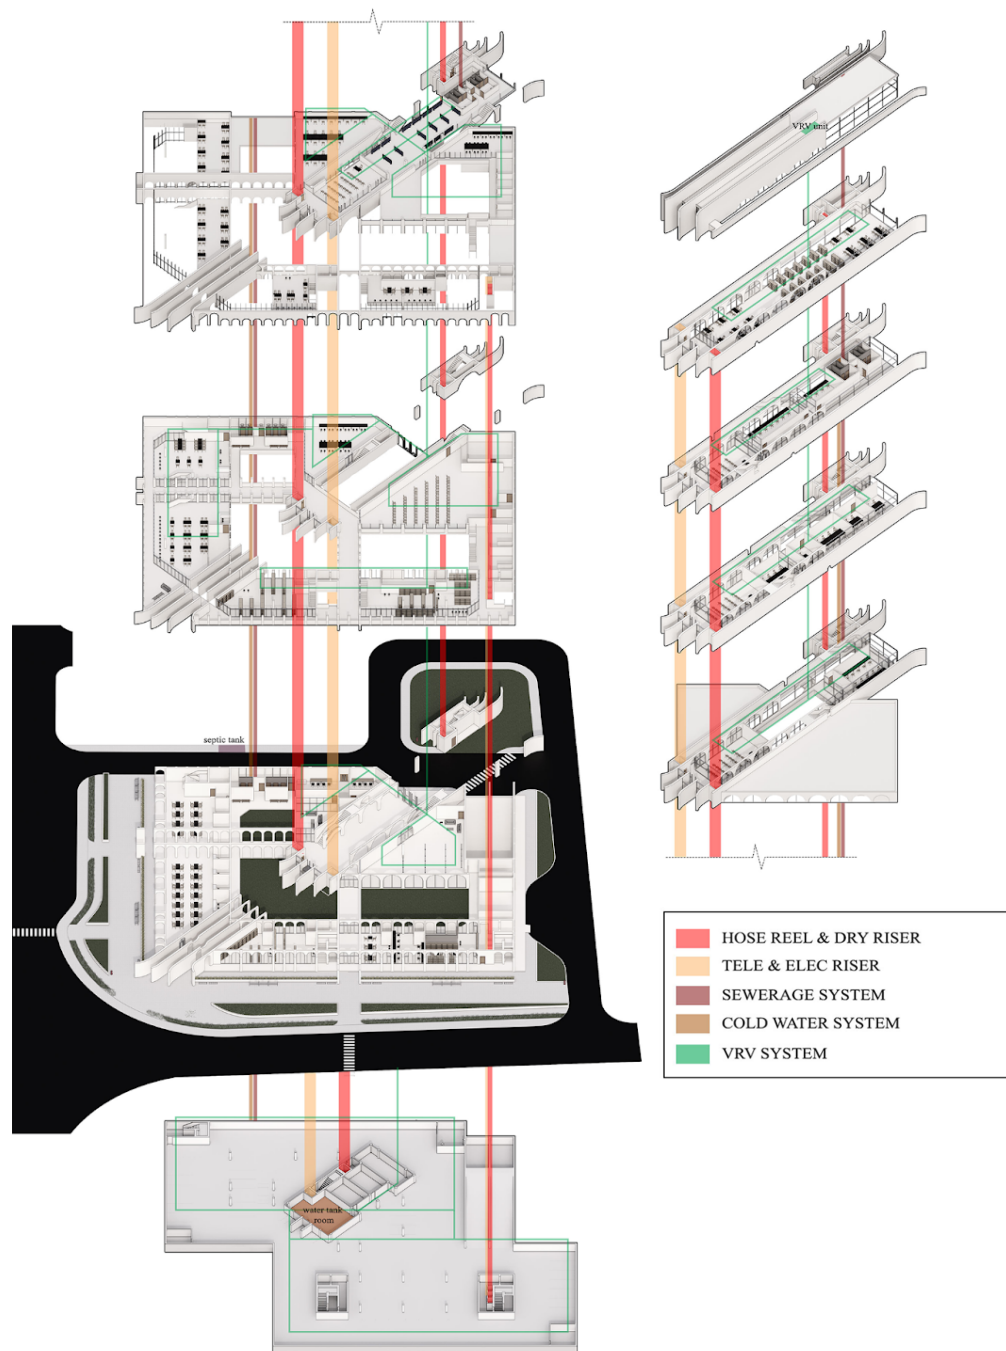 VRV unit
septic tank
HOSE REEL & DRY RISER
TELE & ELEC RISER
SEWERAGE SYSTEM
COLD WATER SYSTEM
VRV SYSTEM
water tank
room